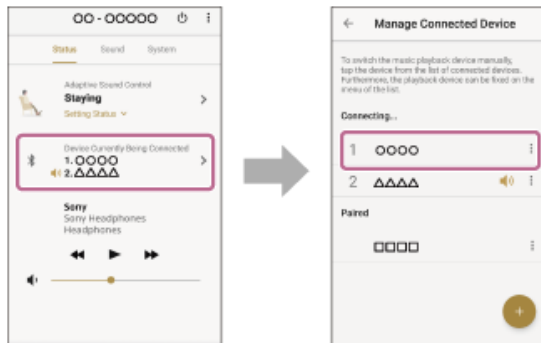 OO-OOOOO
Status Sound System
Adaptive Sound Control
Staying
Setting Status
Device Currently Being Connected
1. OOOO
2. △△△△
Sony
Sony Headphones
Headphones
Manage Connected Device
To switch the music playback device manually,
tap the device from the list of connected devices.
Furthermore, the playback device can be fixed on the
menu of the list.
Connecting...
1 OOOO
2 △△△△
Paired
□□□□